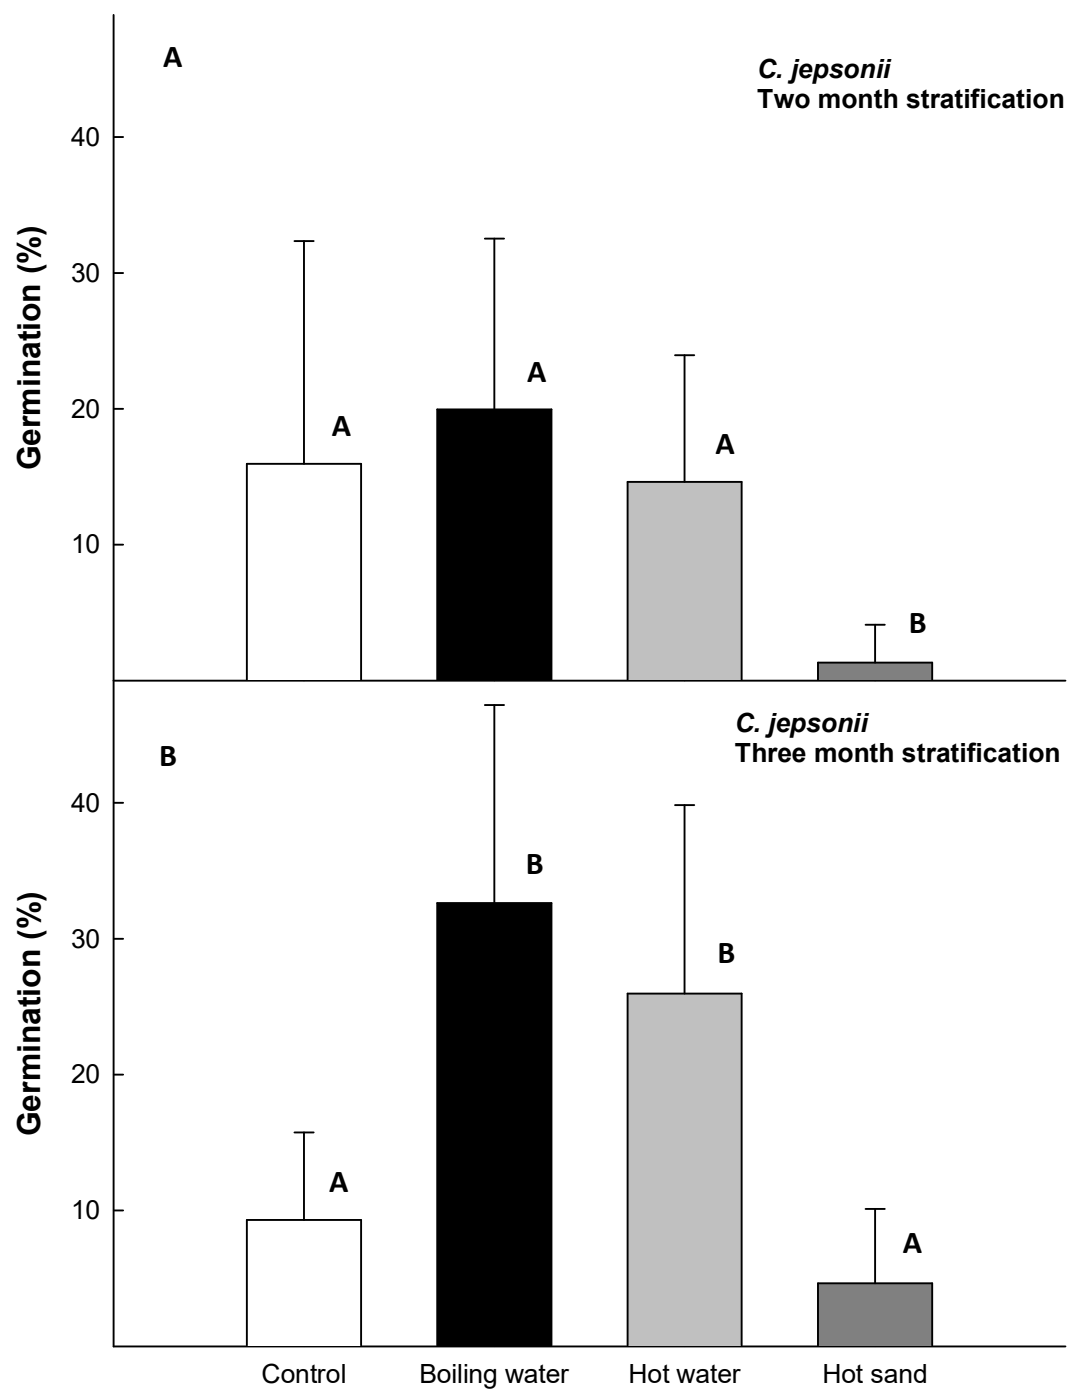 A
C. jepsonii
Two month stratification
40
30
20
10
Germination (%)
A
A
A
B
B
C. jepsonii
Three month stratification
40
30
20
10
Germination (%)
A
B
B
A
Control
Boiling water
Hot water
Hot sand